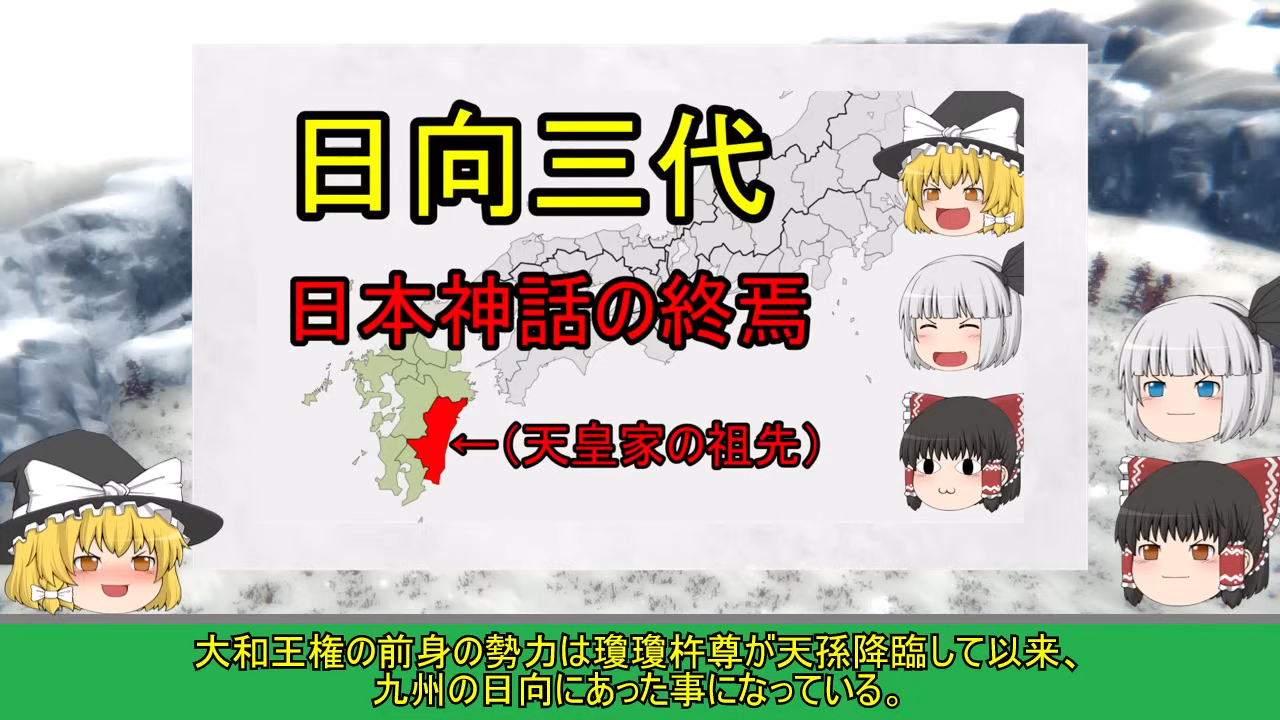 日向三代
日本神話の終焉
←(天皇家の祖先)
大和王権の前身の勢力は瓊瓊杵尊が天孫降臨して以来、
九州の日向にあった事になっている。